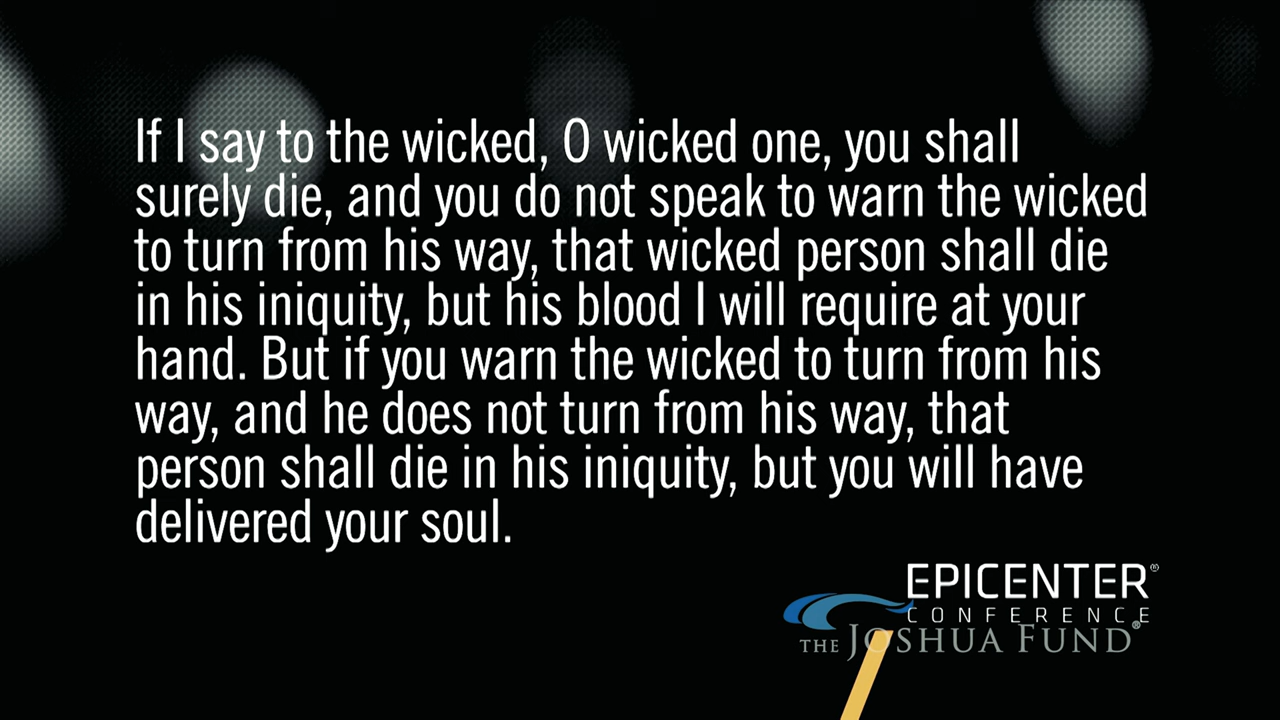 If I say to the wicked, O wicked one, you shall
surely die, and you do not speak to warn the wicked
to turn from his way, that wicked person shall die
in his iniquity, but his blood I will require at your
hand. But if you warn the wicked to turn from his
way, and he does not turn from his way, that
person shall die in his iniquity, but you will have
delivered your soul.
EPICENTER®
CONFERENCE
THE JOSHUA FUND®